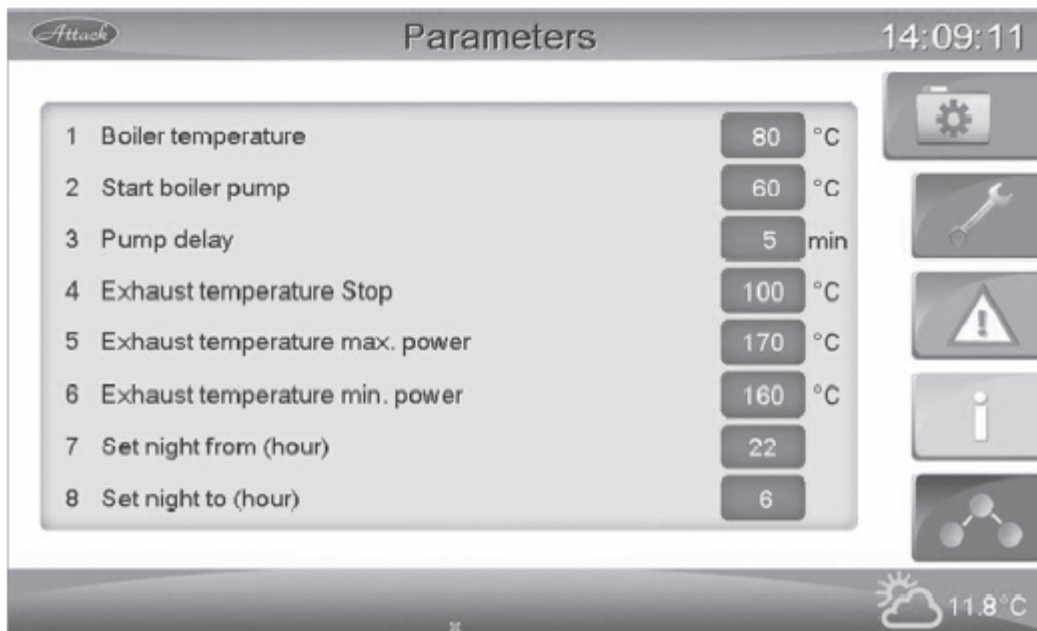 Attack Parameters 14:09:11
1 Boiler temperature 80 °C
2 Start boiler pump 60 °C
3 Pump delay 5 min
4 Exhaust temperature Stop 100 °C
5 Exhaust temperature max. power 170 °C
6 Exhaust temperature min. power 160 °C
7 Set night from (hour) 22
8 Set night to (hour) 6
11.8°C